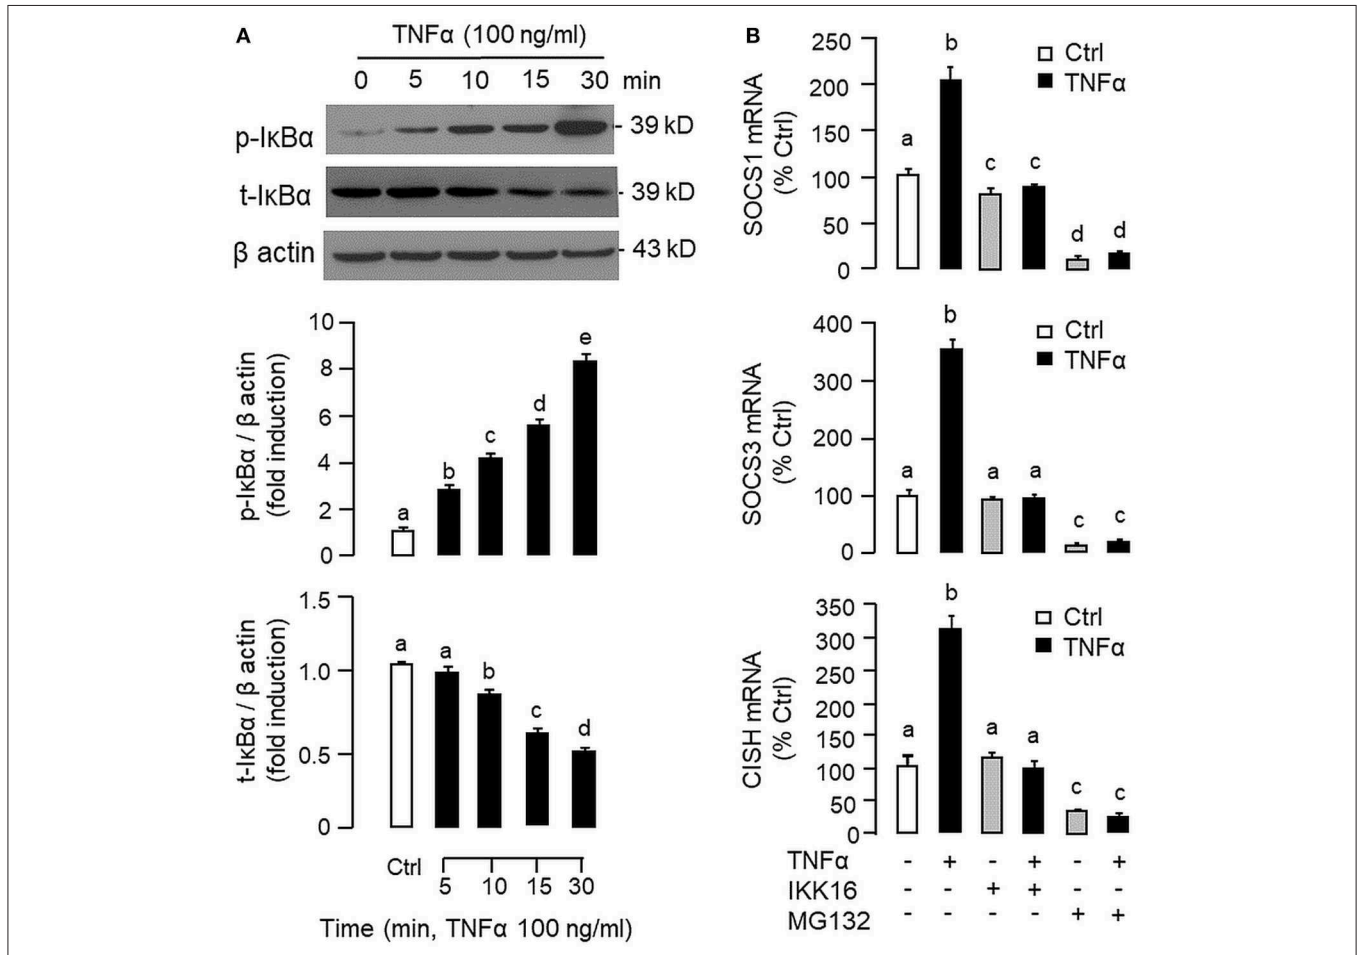 A
TNFα (100 ng/ml)
0 5 10 15 30 min
p-IκBα - 39 kD
t-IκBα - 39 kD
β actin - 43 kD
p-IκBα / β actin
(fold induction)
10
8
6
4
2
0
a b c d e
t-IκBα / β actin
(fold induction)
1.5
1.0
0.5
0
a a b c d
Ctrl 5 10 15 30
Time (min, TNFα 100 ng/ml)
B
SOCS1 mRNA
(% Ctrl)
250
200
150
100
50
0
a b c c d d
Ctrl
TNFα
SOCS3 mRNA
(% Ctrl)
400
300
200
100
0
a b a a c c
Ctrl
TNFα
CISH mRNA
(% Ctrl)
350
300
250
200
150
100
50
0
a b a a c c
Ctrl
TNFα
TNFα - + - + - +
IKK16 - - + + - -
MG132 - - - - + +